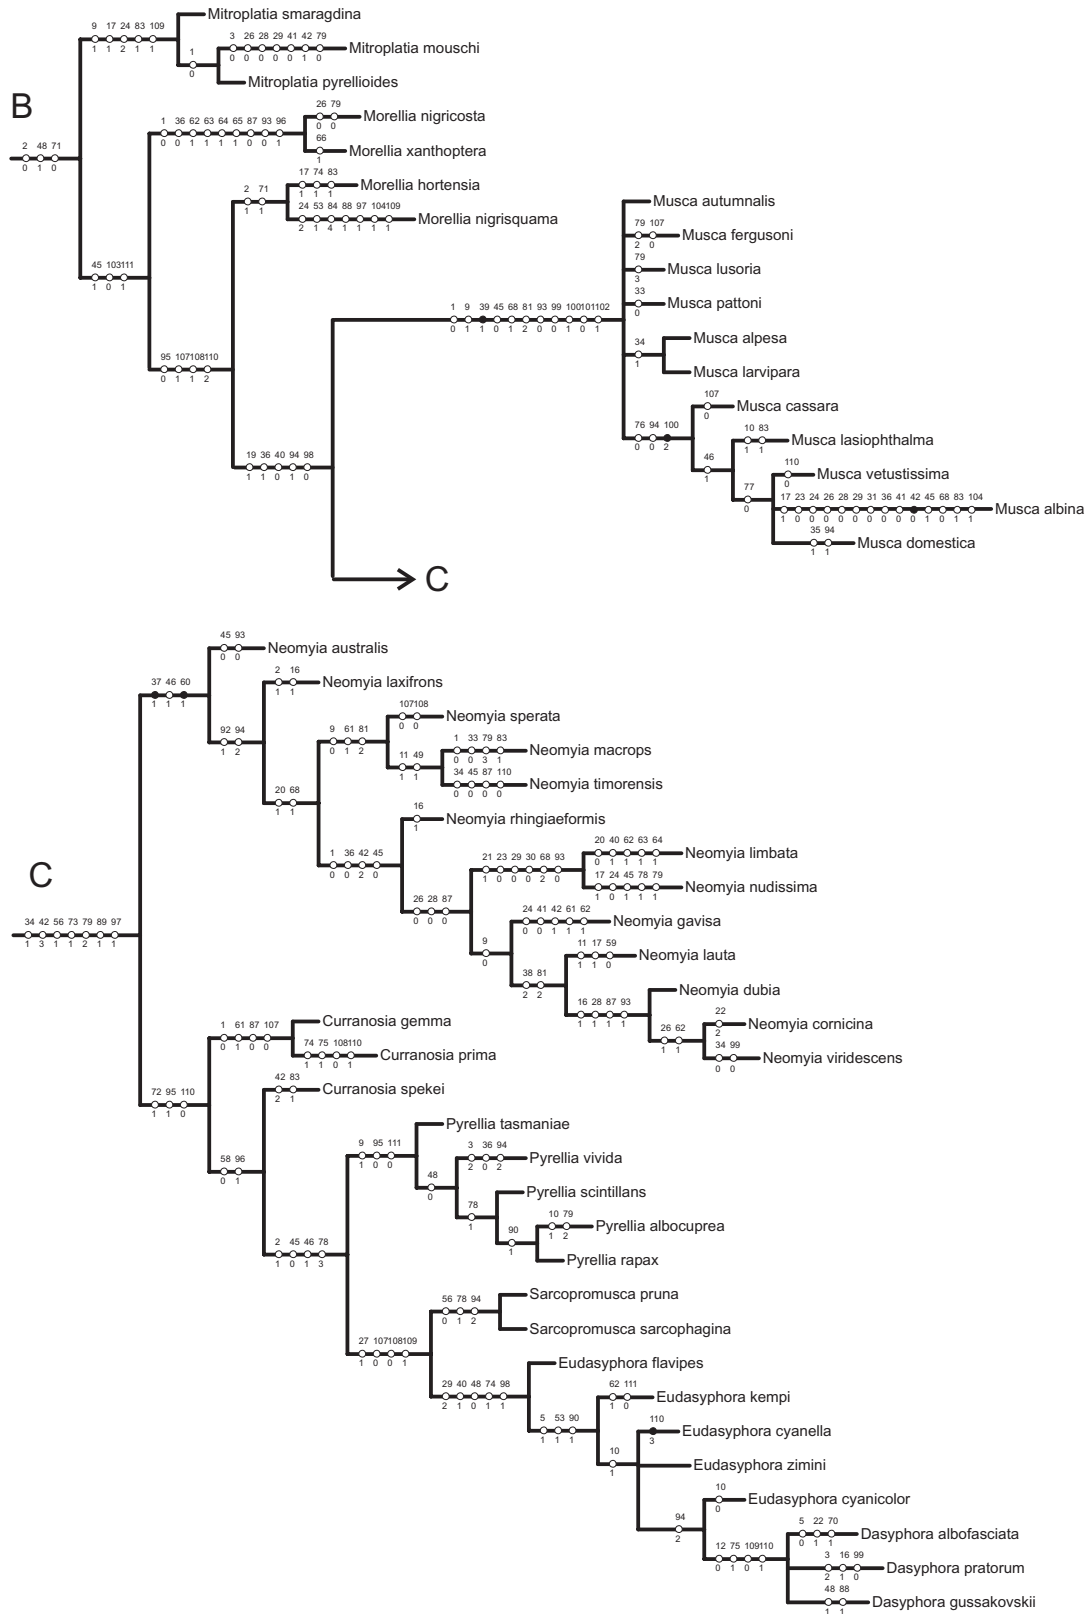 9 17 24 83 109
1 1 2 1 1
Mitroplatia smaragdina
3 26 28 29 41 42 79
0 0 0 0 0 1 0
Mitroplatia mouschi
1
0
Mitroplatia pyrellioides
B
26 79
0 0
Morellia nigricosta
1 36 62 63 64 65 87 93 96
0 0 1 1 1 1 0 0 1
66
1
Morellia xanthoptera
2 48 71
0 1 0
17 74 83
1 1 1
Morellia hortensia
2 71
1 1
24 53 84 88 97 104109
2 1 4 1 1 1 1
Morellia nigrisquama
45 103111
1 0 1
Musca autumnalis
79 107
2 0
Musca fergusoni
79
3
Musca lusoria
33
0
Musca pattoni
1 9 39 45 68 81 93 99 100101102
0 1 1 0 1 2 0 0 1 0 1
34
1
Musca alpesa
Musca larvipara
95 107108110
0 1 1 2
107
0
Musca cassara
76 94 100
0 0 2
10 83
1 1
Musca lasiophthalma
46
1
19 36 40 94 98
1 1 0 1 0
110
0
Musca vetustissima
77
0
17 23 24 26 28 29 31 36 41 42 45 68 83 104
1 0 0 0 0 0 0 0 0 0 1 0 1 1
Musca albina
35 94
1 1
Musca domestica
C
45 93
0 0
Neomyia australis
37 46 60
1 1 1
2 16
1 1
Neomyia laxifrons
92 94
1 2
107108
0 0
Neomyia sperata
9 61 81
0 1 2
1 33 79 83
0 0 3 1
Neomyia macrops
11 49
1 1
34 45 87 110
0 0 0 0
Neomyia timorensis
20 68
1 1
16
1
Neomyia rhingiaeformis
1 36 42 45
0 0 2 0
20 40 62 63 64
0 1 1 1 1
Neomyia limbata
21 23 29 30 68 93
1 0 0 0 2 0
17 24 45 78 79
1 0 1 1 1
Neomyia nudissima
C
26 28 87
0 0 0
24 41 42 61 62
0 0 1 1 1
Neomyia gavisa
34 42 56 73 79 89 97
1 3 1 1 2 1 1
9
0
11 17 59
1 1 0
Neomyia lauta
38 81
2 2
Neomyia dubia
16 28 87 93
1 1 1 1
22
2
Neomyia cornicina
26 62
1 1
34 99
0 0
Neomyia viridescens
Curranosia gemma
1 61 87 107
0 1 0 0
74 75 108110
1 1 0 1
Curranosia prima
42 83
2 1
Curranosia spekei
72 95 110
1 1 0
Pyrellia tasmaniae
9 95 111
1 0 0
3 36 94
2 0 2
Pyrellia vivida
58 96
0 1
48
0
Pyrellia scintillans
78
1
10 79
1 2
Pyrellia albocuprea
90
1
Pyrellia rapax
2 45 46 78
1 0 1 3
Sarcopromusca pruna
56 78 94
0 1 2
Sarcopromusca sarcophagina
27 107108109
1 0 0 1
Eudasyphora flavipes
29 40 48 74 98
2 1 0 1 1
62 111
1 0
Eudasyphora kempi
5 53 90
1 1 1
110
3
Eudasyphora cyanella
10
1
Eudasyphora zimini
10
0
Eudasyphora cyanicolor
94
2
5 22 70
0 1 1
Dasyphora albofasciata
12 75 109110
0 1 0 1
3 16 99
2 1 0
Dasyphora pratorum
48 88
1 1
Dasyphora gussakovskii